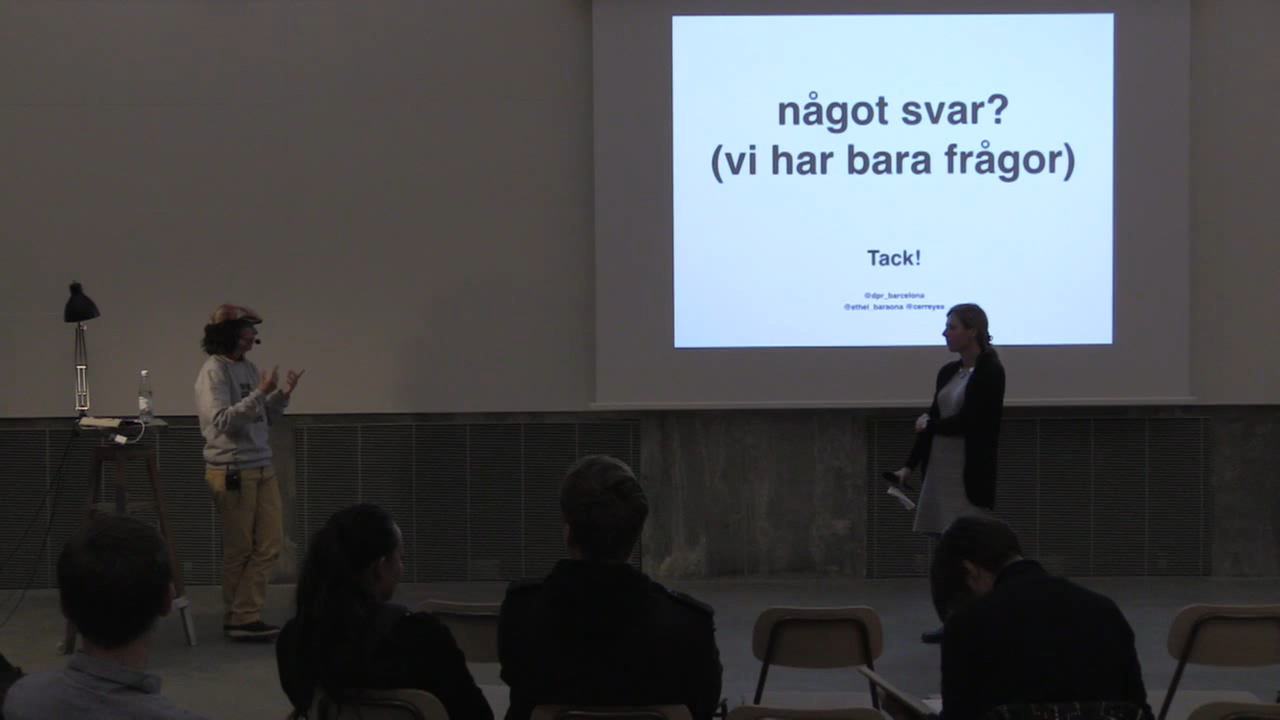 något svar?
(vi har bara frågor)
Tack!
@dpr_barcelona
@ethel_baraona @cerreyes